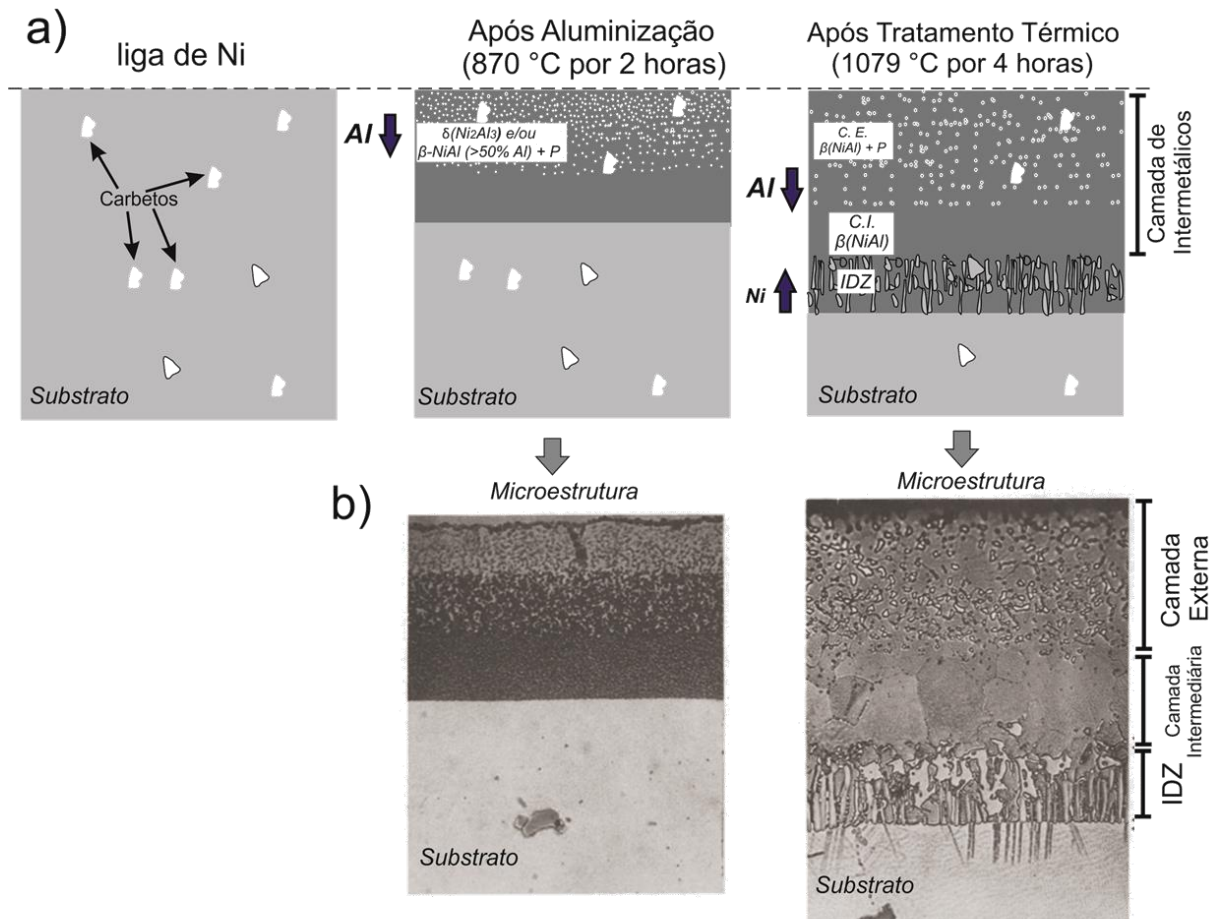 a)
liga de Ni
Carbetos
Substrato
Após Aluminização
(870 °C por 2 horas)
Al
δ(Ni₂Al₃) e/ou
β-NiAl (>50% Al) + P
Substrato
Após Tratamento Térmico
(1079 °C por 4 horas)
C. E.
β(NiAl) + P
Al
C.I.
β(NiAl)
IDZ
Ni
Substrato
Camada de
Intermetálicos
b)
Microestrutura
Substrato
Microestrutura
Camada
Externa
Camada
Intermediária
IDZ
Substrato